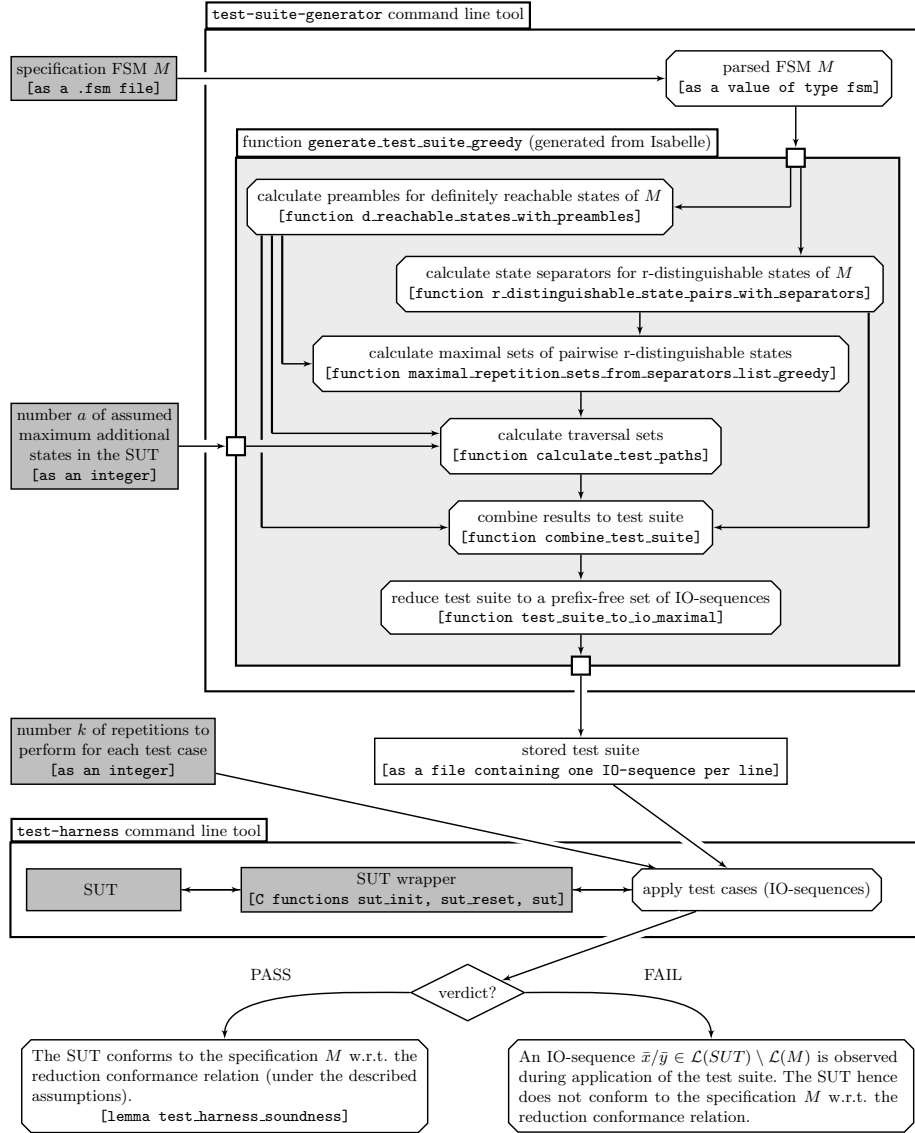 test-suite-generator command line tool
specification FSM M
[as a .fsm file]
parsed FSM M
[as a value of type fsm]
function generate_test_suite_greedy (generated from Isabelle)
calculate preambles for definitely reachable states of M
[function d_reachable_states_with_preambles]
calculate state separators for r-distinguishable states of M
[function r_distinguishable_state_pairs_with_separators]
calculate maximal sets of pairwise r-distinguishable states
[function maximal_repetition_sets_from_separators_list_greedy]
number a of assumed
maximum additional
states in the SUT
[as an integer]
calculate traversal sets
[function calculate_test_paths]
combine results to test suite
[function combine_test_suite]
reduce test suite to a prefix-free set of IO-sequences
[function test_suite_to_io_maximal]
number k of repetitions to
perform for each test case
[as an integer]
stored test suite
[as a file containing one IO-sequence per line]
test-harness command line tool
SUT
SUT wrapper
[C functions sut_init, sut_reset, sut]
apply test cases (IO-sequences)
PASS
verdict?
FAIL
The SUT conforms to the specification M w.r.t. the
reduction conformance relation (under the described
assumptions).
[lemma test_harness_soundness]
An IO-sequence x̄/ȳ ∈ ℒ(SUT) \ ℒ(M) is observed
during application of the test suite. The SUT hence
does not conform to the specification M w.r.t. the
reduction conformance relation.